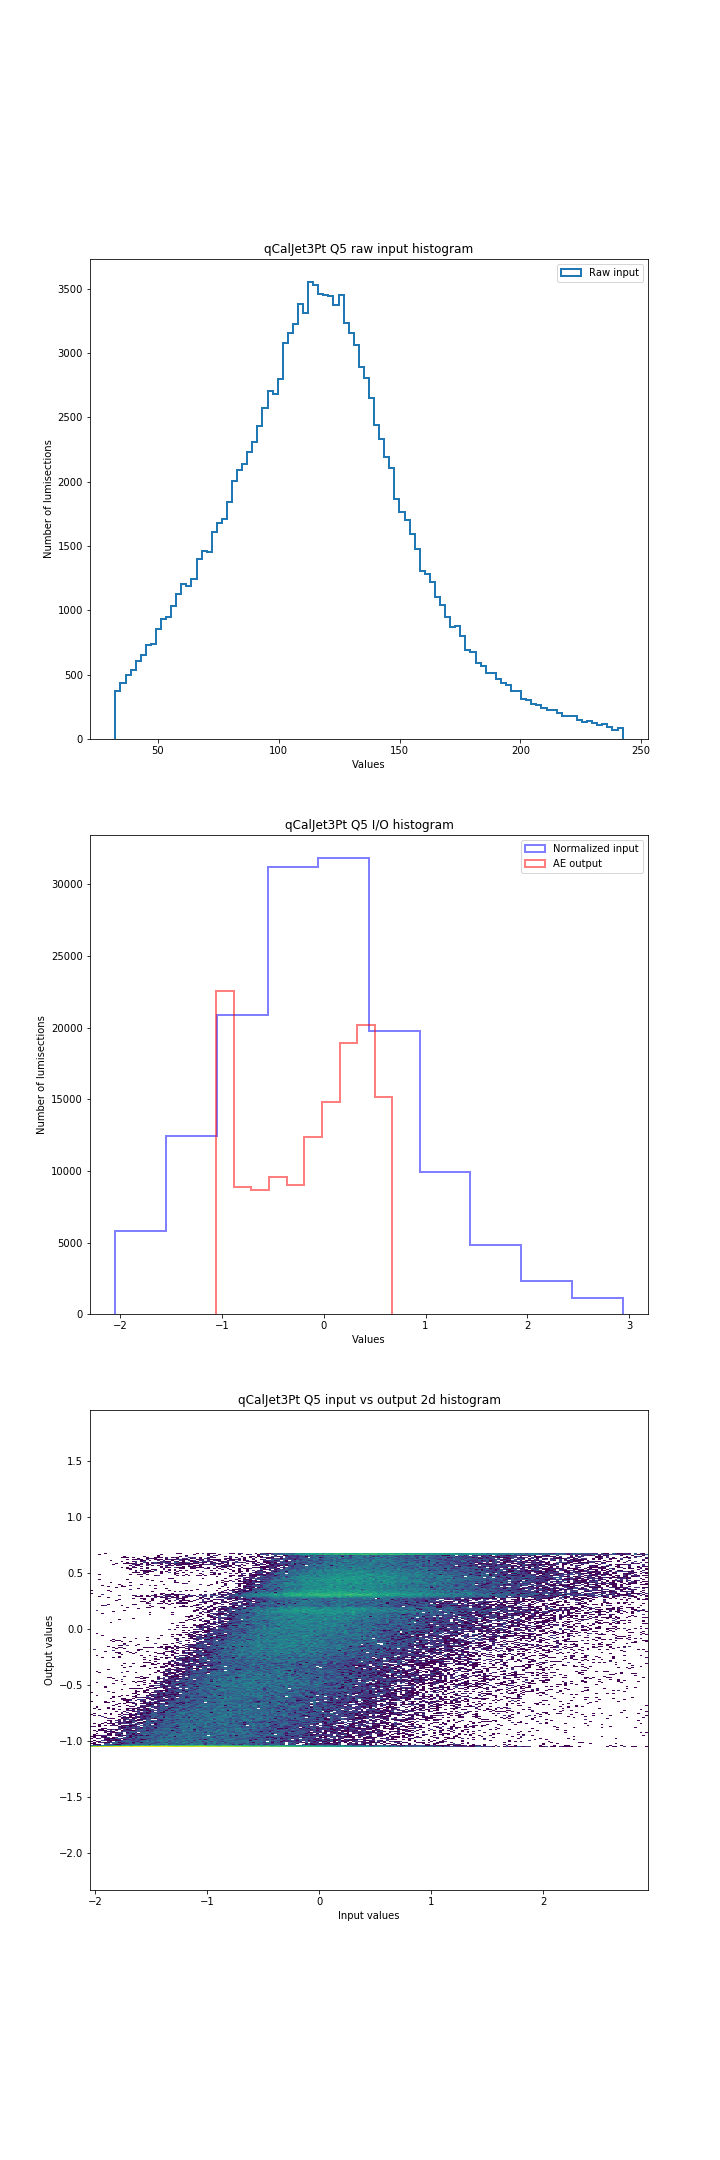 qCalJet3Pt Q5 raw input histogram
Raw input
3500
3000
2500
2000
1500
1000
500
0
Number of lumisections
50 100 150 200 250
Values
qCalJet3Pt Q5 I/O histogram
Normalized input
AE output
30000
25000
20000
15000
10000
5000
0
Number of lumisections
−2 −1 0 1 2 3
Values
qCalJet3Pt Q5 input vs output 2d histogram
1.5
1.0
0.5
0.0
−0.5
−1.0
−1.5
−2.0
Output values
−2 −1 0 1 2
Input values